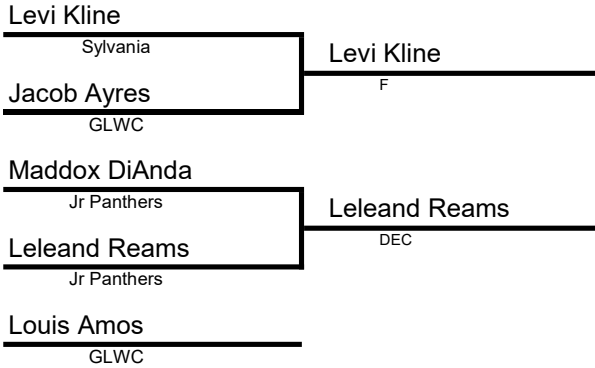 Levi Kline
Sylvania
Levi Kline
F
Jacob Ayres
GLWC
Maddox DiAnda
Jr Panthers
Leleand Reams
DEC
Leleand Reams
Jr Panthers
Louis Amos
GLWC